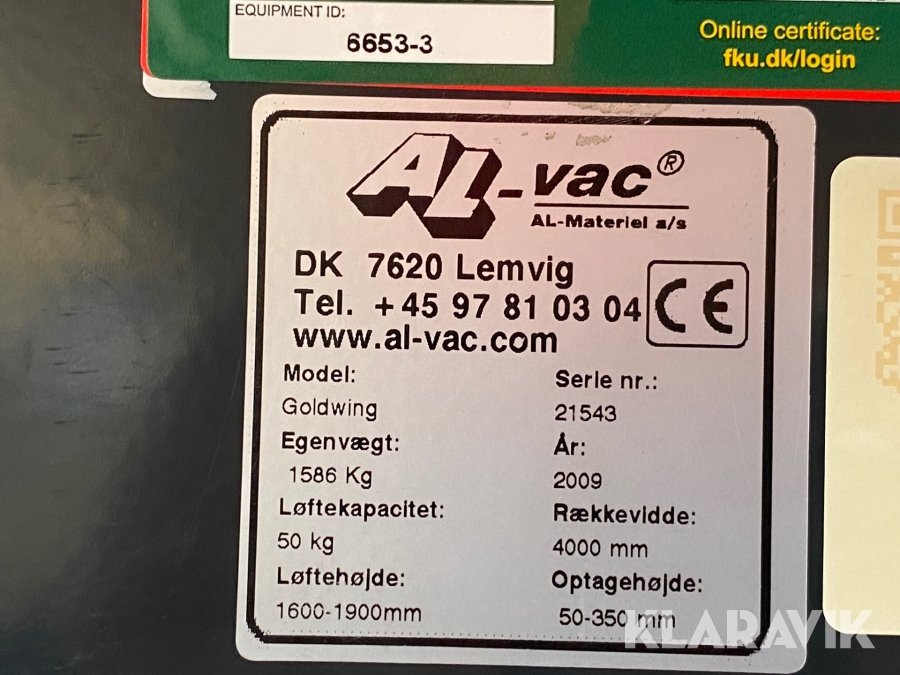 EQUIPMENT ID:
6653-3
Online certificate:
fku.dk/login
AL-vac®
AL-Materiel a/s
DK 7620 Lemvig
Tel. +45 97 81 03 04
www.al-vac.com
CE
Model:
Goldwing
Serie nr.:
21543
Egenvægt:
1586 Kg
År:
2009
Løftekapacitet:
50 kg
Rækkevidde:
4000 mm
Løftehøjde:
1600-1900mm
Optagehøjde:
50-350 mm
KLARAVIK